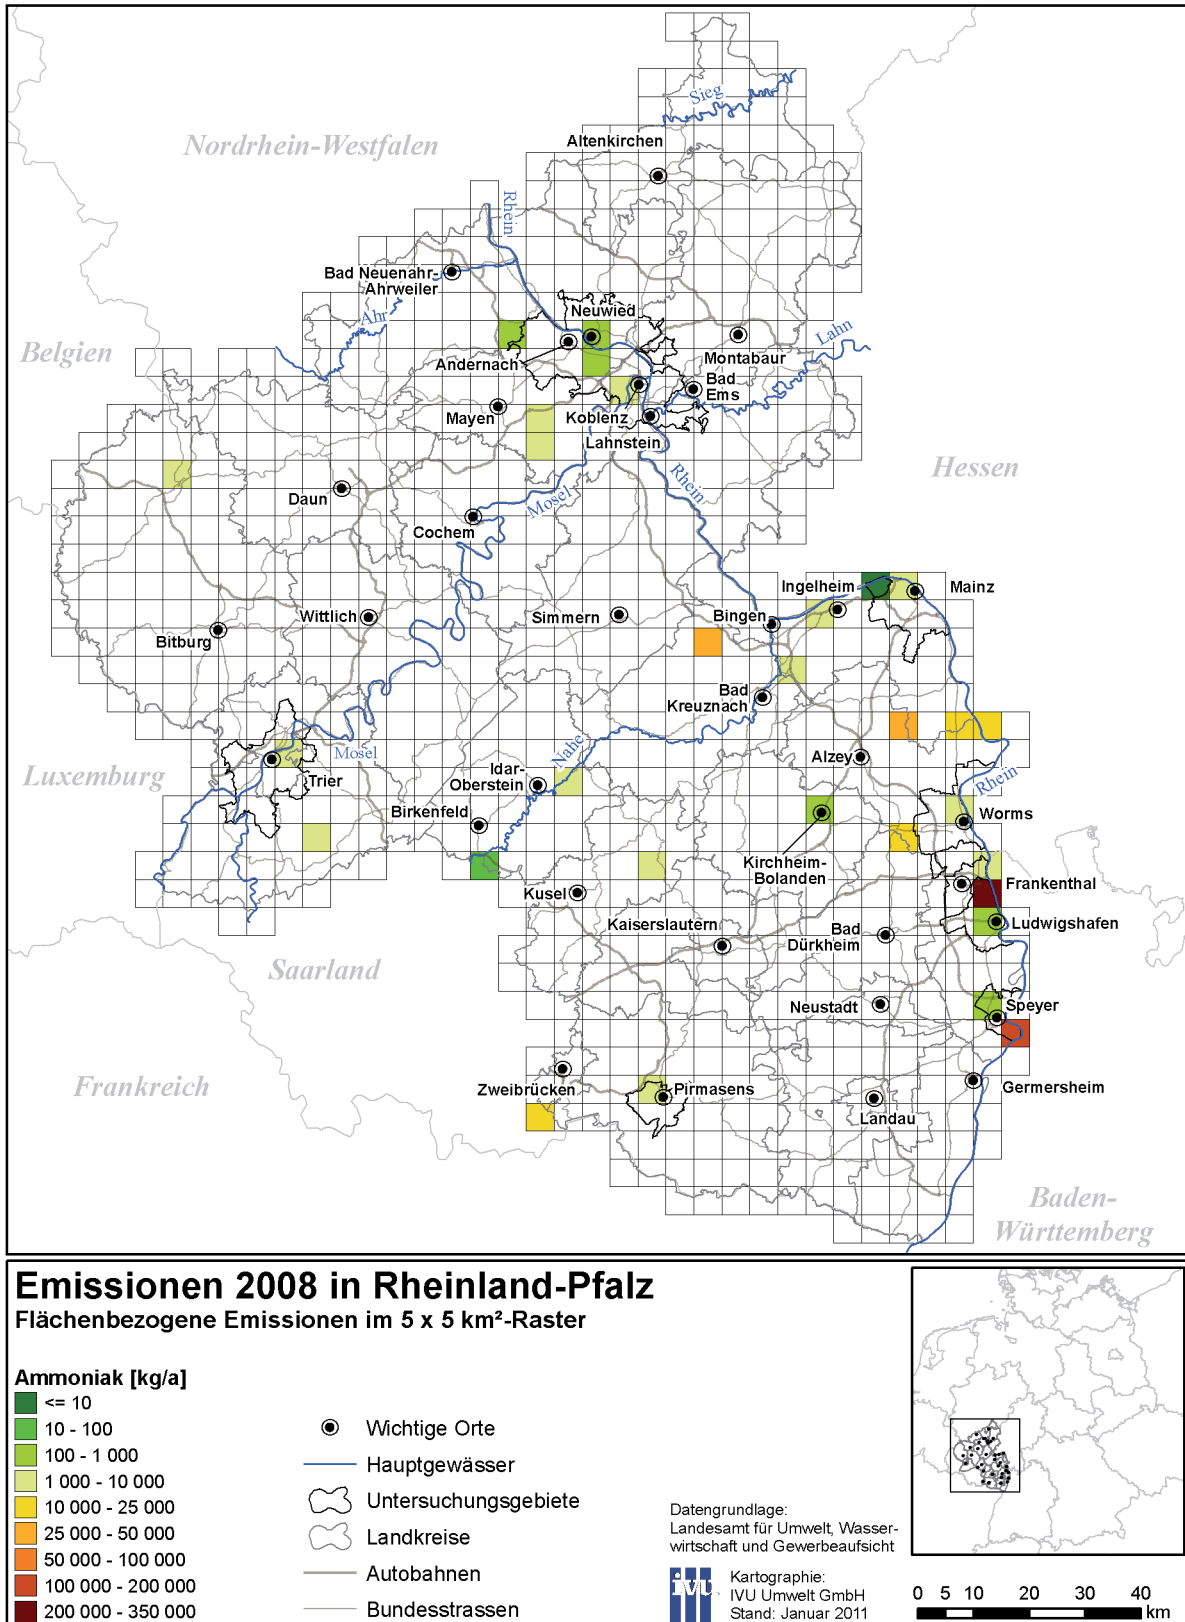 Sieg
Altenkirchen
Nordrhein-Westfalen
Rhein
Bad Neuenahr-
Ahrweiler
Neuwied
Ahr
Lahn
Belgien
Montabaur
Andernach
Bad
Ems
Mayen
Koblenz
Lahnstein
Hessen
Rhein
Daun
Mosel
Cochem
Ingelheim
Mainz
Wittlich
Simmern
Bingen
Bitburg
Bad
Kreuznach
Nahe
Mosel
Luxemburg
Trier
Idar-
Oberstein
Alzey
Rhein
Birkenfeld
Worms
Kirchheim-
Bolanden
Kusel
Frankenthal
Kaiserslautern
Bad
Dürkheim
Ludwigshafen
Saarland
Neustadt
Speyer
Frankreich
Zweibrücken
Pirmasens
Germersheim
Landau
Baden-
Württemberg
Emissionen 2008 in Rheinland-Pfalz
Flächenbezogene Emissionen im 5 x 5 km²-Raster
Ammoniak [kg/a]
<= 10
10 - 100
100 - 1 000
1 000 - 10 000
10 000 - 25 000
25 000 - 50 000
50 000 - 100 000
100 000 - 200 000
200 000 - 350 000
Wichtige Orte
Hauptgewässer
Untersuchungsgebiete
Landkreise
Autobahnen
Bundesstrassen
Datengrundlage:
Landesamt für Umwelt, Wasser-
wirtschaft und Gewerbeaufsicht
ivu
Kartographie:
IVU Umwelt GmbH
Stand: Januar 2011
0 5 10 20 30 40
km